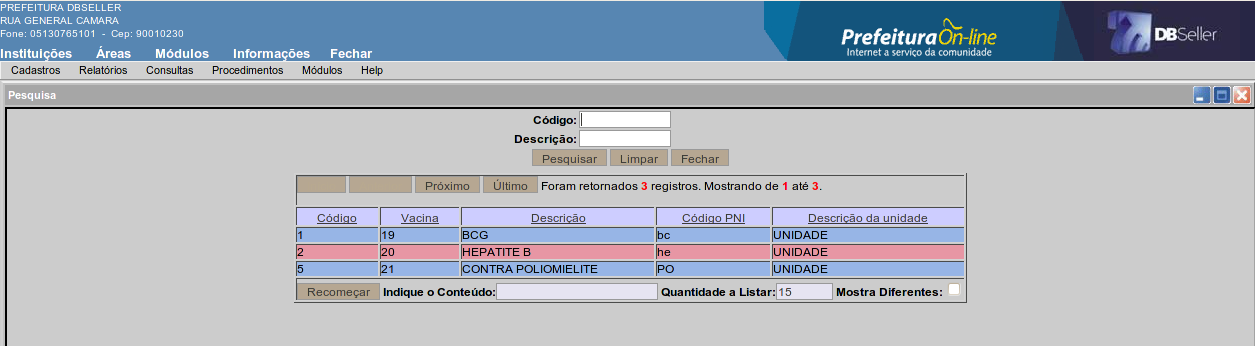 PREFEITURA DBSELLER
RUA GENERAL CAMARA
Fone: 05130765101 - Cep: 90010230
PrefeituraOn-line
Internet a serviço da comunidade
DBSeller
Instituições Áreas Módulos Informações Fechar
Cadastros Relatórios Consultas Procedimentos Módulos Help
Pesquisa
Código:
Descrição:
Pesquisar Limpar Fechar
Próximo Último Foram retornados 3 registros. Mostrando de 1 até 3.
Código Vacina Descrição Código PNI Descrição da unidade
1 19 BCG bc UNIDADE
2 20 HEPATITE B he UNIDADE
5 21 CONTRA POLIOMIELITE PO UNIDADE
Recomeçar Indique o Conteúdo: Quantidade a Listar: 15 Mostra Diferentes: